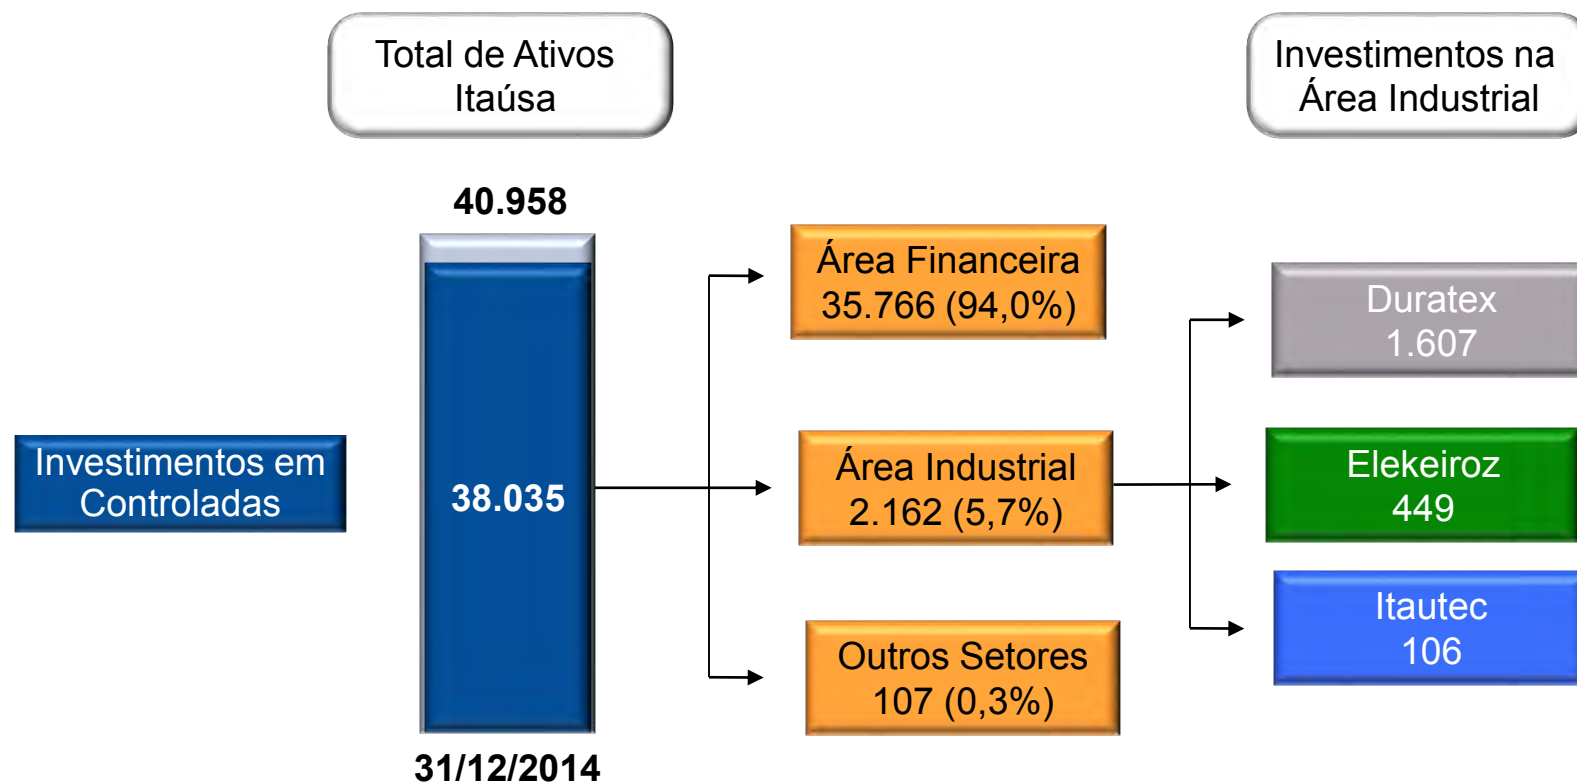 Total de Ativos
Itaúsa
Investimentos na
Área Industrial
40.958
Investimentos em
Controladas
38.035
31/12/2014
Área Financeira
35.766 (94,0%)
Área Industrial
2.162 (5,7%)
Outros Setores
107 (0,3%)
Duratex
1.607
Elekeiroz
449
Itautec
106